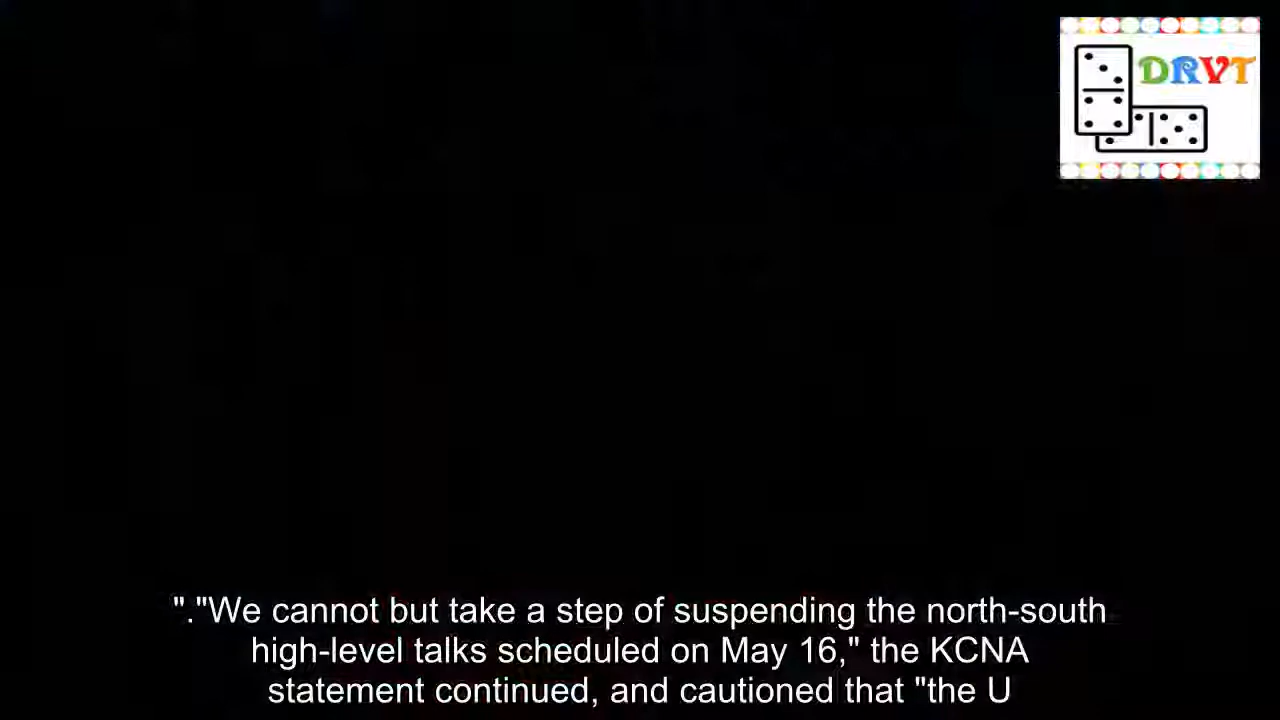 DRVT
"."We cannot but take a step of suspending the north-south
high-level talks scheduled on May 16," the KCNA
statement continued, and cautioned that "the U